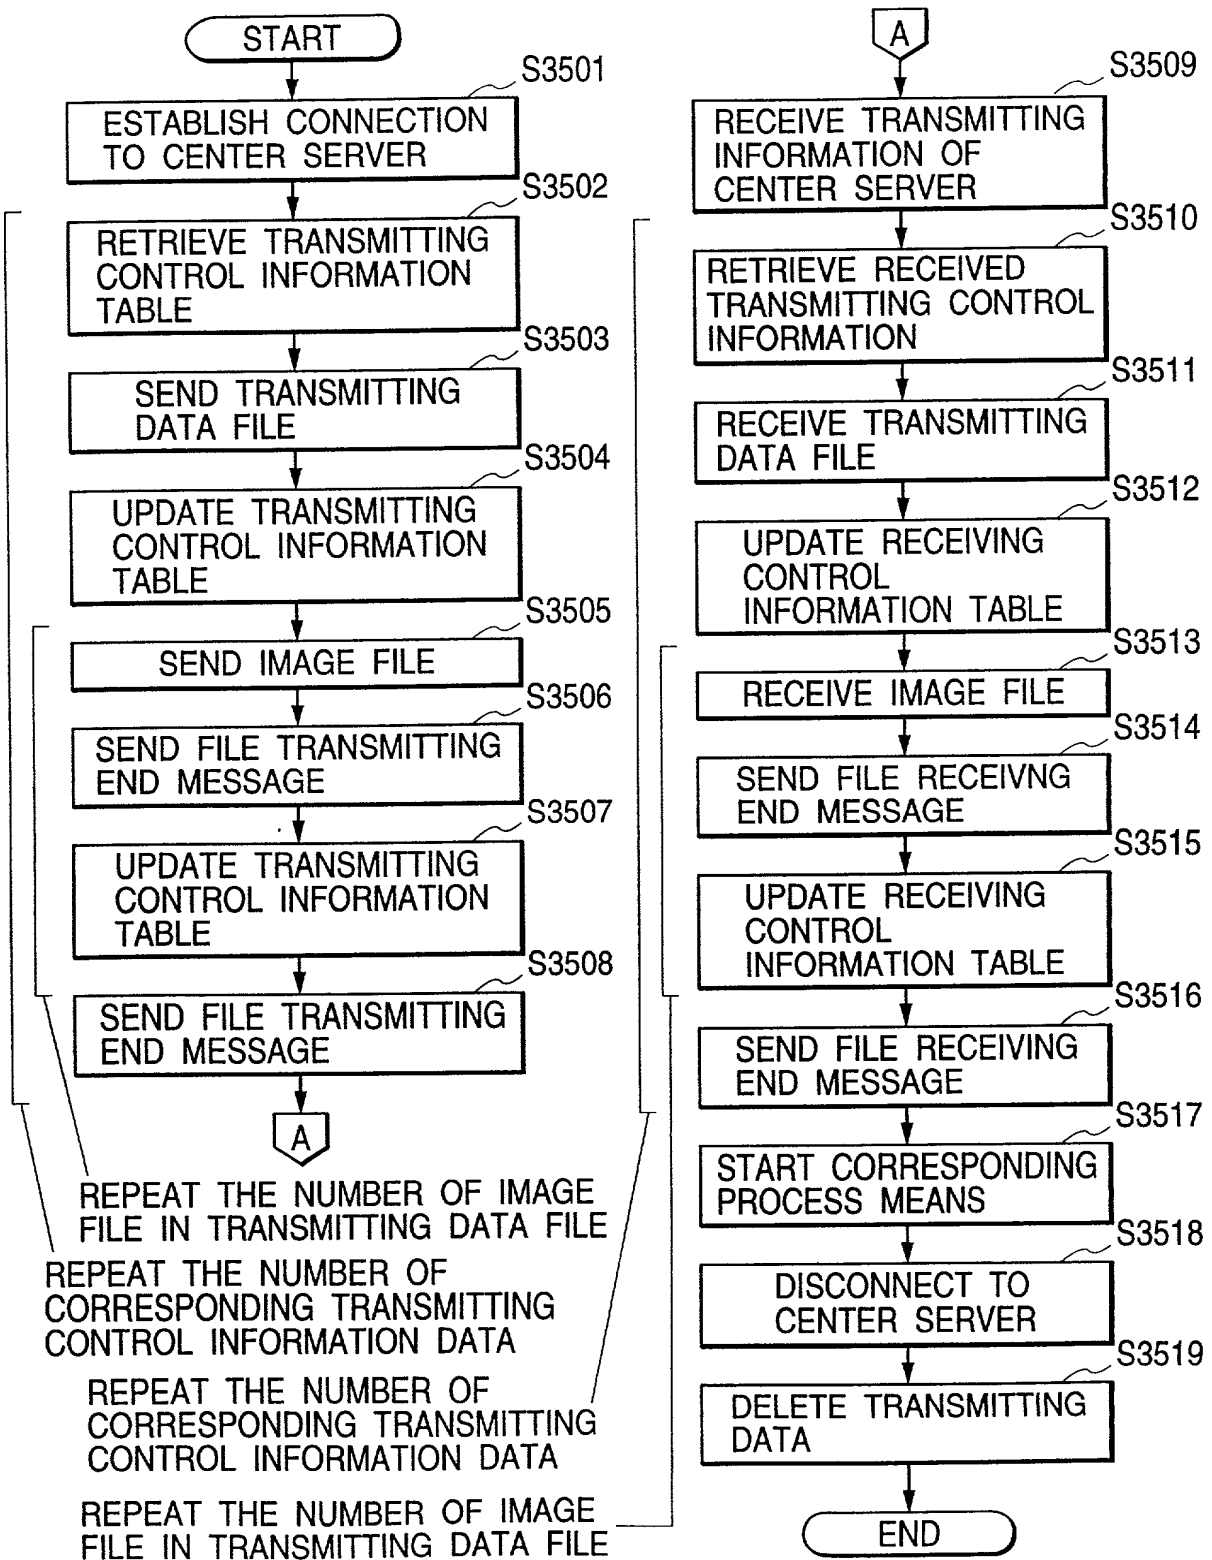 START
S3501
ESTABLISH CONNECTION
TO CENTER SERVER
S3502
RETRIEVE TRANSMITTING
CONTROL INFORMATION
TABLE
S3503
SEND TRANSMITTING
DATA FILE
S3504
UPDATE TRANSMITTING
CONTROL INFORMATION
TABLE
S3505
SEND IMAGE FILE
S3506
SEND FILE TRANSMITTING
END MESSAGE
S3507
UPDATE TRANSMITTING
CONTROL INFORMATION
TABLE
S3508
SEND FILE TRANSMITTING
END MESSAGE
A
REPEAT THE NUMBER OF IMAGE
FILE IN TRANSMITTING DATA FILE
REPEAT THE NUMBER OF
CORRESPONDING TRANSMITTING
CONTROL INFORMATION DATA
REPEAT THE NUMBER OF
CORRESPONDING TRANSMITTING
CONTROL INFORMATION DATA
REPEAT THE NUMBER OF IMAGE
FILE IN TRANSMITTING DATA FILE
A
S3509
RECEIVE TRANSMITTING
INFORMATION OF
CENTER SERVER
S3510
RETRIEVE RECEIVED
TRANSMITTING CONTROL
INFORMATION
S3511
RECEIVE TRANSMITTING
DATA FILE
S3512
UPDATE RECEIVING
CONTROL
INFORMATION TABLE
S3513
RECEIVE IMAGE FILE
S3514
SEND FILE RECEIVNG
END MESSAGE
S3515
UPDATE RECEIVING
CONTROL
INFORMATION TABLE
S3516
SEND FILE RECEIVING
END MESSAGE
S3517
START CORRESPONDING
PROCESS MEANS
S3518
DISCONNECT TO
CENTER SERVER
S3519
DELETE TRANSMITTING
DATA
END